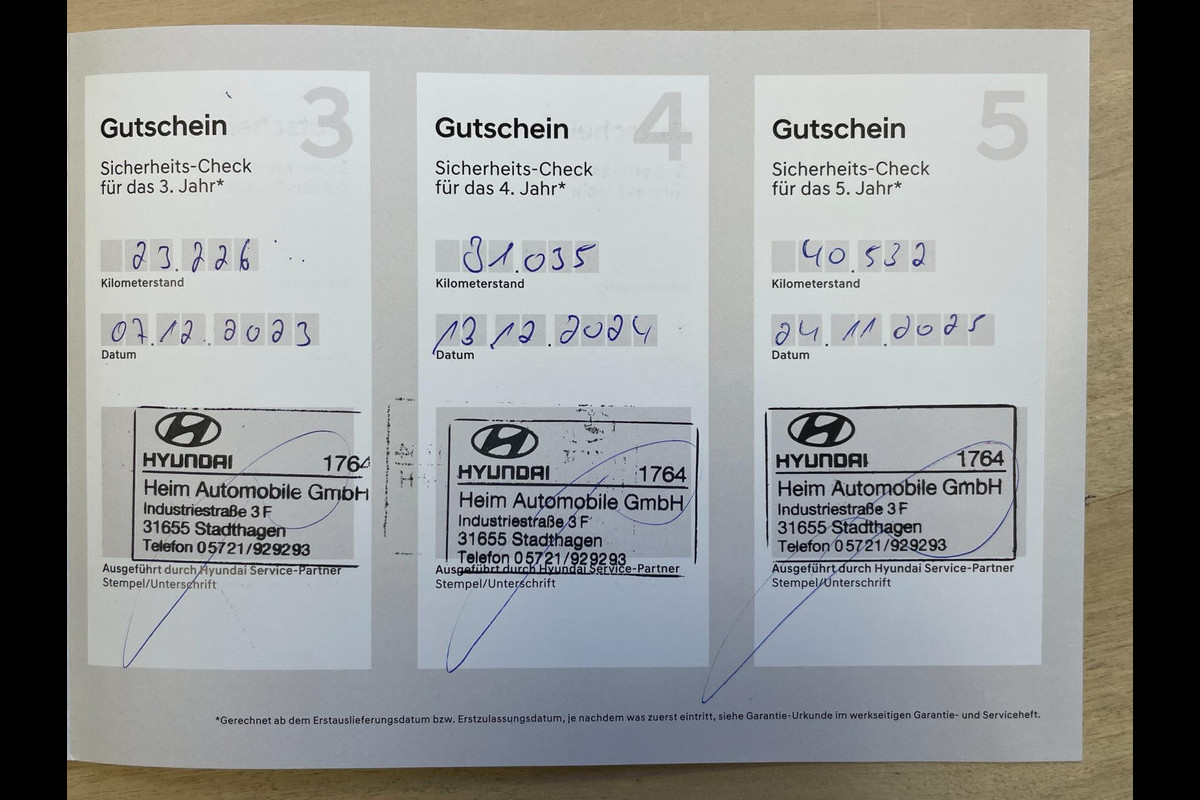 3
Gutschein
Sicherheits-Check
für das 3. Jahr*
23.226
Kilometerstand
07.12.2023
Datum
HYUNDAI 1764
Heim Automobile GmbH
Industriestraße 3 F
31655 Stadthagen
Telefon 05721/929293
Ausgeführt durch Hyundai Service-Partner
Stempel/Unterschrift
4
Gutschein
Sicherheits-Check
für das 4. Jahr*
31.035
Kilometerstand
13.12.2024
Datum
HYUNDAI 1764
Heim Automobile GmbH
Industriestraße 3 F
31655 Stadthagen
Telefon 05721/929293
Ausgeführt durch Hyundai Service-Partner
Stempel/Unterschrift
5
Gutschein
Sicherheits-Check
für das 5. Jahr*
40.532
Kilometerstand
24.11.2025
Datum
HYUNDAI 1764
Heim Automobile GmbH
Industriestraße 3 F
31655 Stadthagen
Telefon 05721/929293
Ausgeführt durch Hyundai Service-Partner
Stempel/Unterschrift
*Gerechnet ab dem Erstauslieferungsdatum bzw. Erstzulassungsdatum, je nachdem was zuerst eintritt, siehe Garantie-Urkunde im werkseitigen Garantie- und Serviceheft.